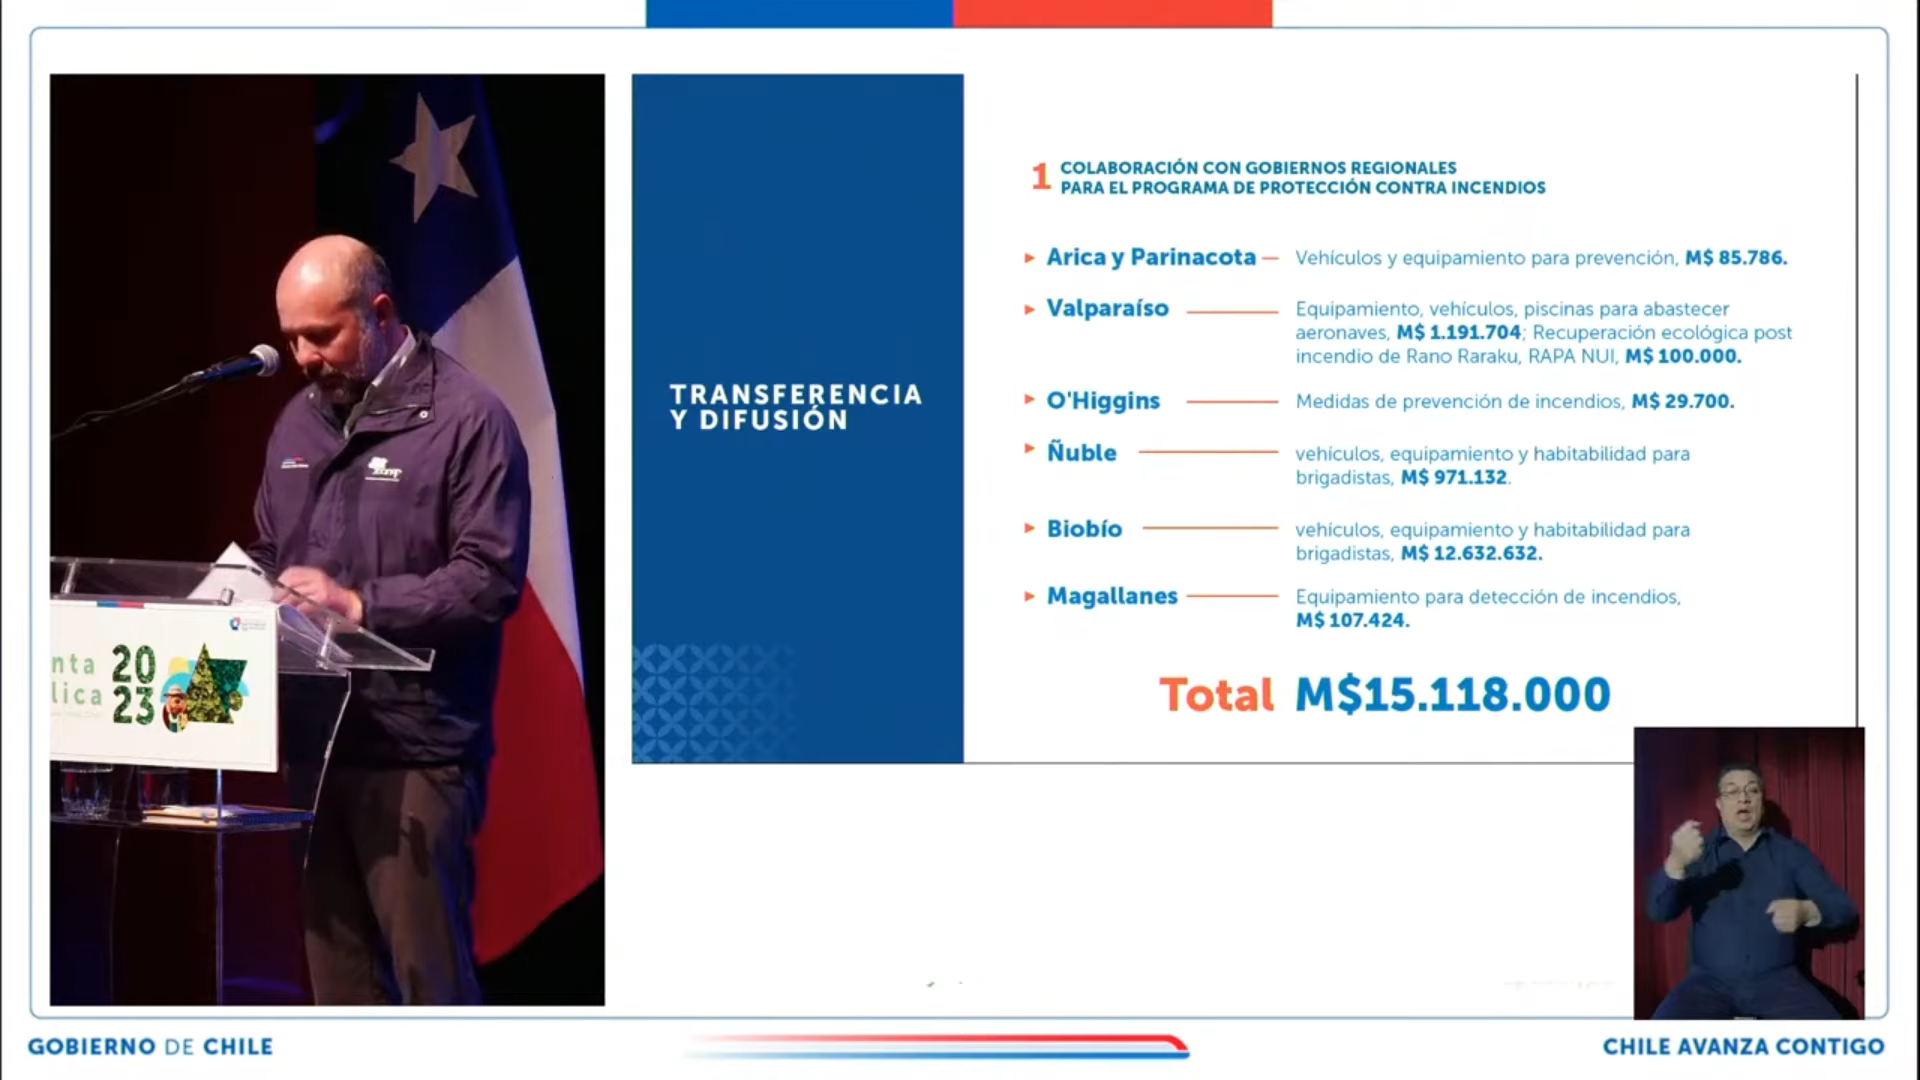 TRANSFERENCIA
Y DIFUSIÓN
1 COLABORACIÓN CON GOBIERNOS REGIONALES
PARA EL PROGRAMA DE PROTECCIÓN CONTRA INCENDIOS
Arica y Parinacota
Vehículos y equipamiento para prevención, M$ 85.786.
Valparaíso
Equipamiento, vehículos, piscinas para abastecer
aeronaves, M$ 1.191.704; Recuperación ecológica post
incendio de Rano Raraku, RAPA NUI, M$ 100.000.
O'Higgins
Medidas de prevención de incendios, M$ 29.700.
Ñuble
vehículos, equipamiento y habitabilidad para
brigadistas, M$ 971.132.
Biobío
vehículos, equipamiento y habitabilidad para
brigadistas, M$ 12.632.632.
Magallanes
Equipamiento para detección de incendios,
M$ 107.424.
Total M$15.118.000
nta
lica
20
23
GOBIERNO DE CHILE
CHILE AVANZA CONTIGO